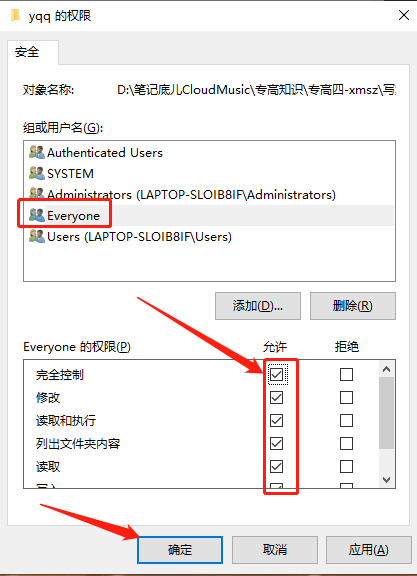 yqq 的权限
安全
对象名称: D:\笔记底儿CloudMusic\专高知识\专高四-xmsz\写
组或用户名(G):
Authenticated Users
SYSTEM
Administrators (LAPTOP-SLOIB8IF\Administrators)
Everyone
Users (LAPTOP-SLOIB8IF\Users)
添加(D)... 删除(R)
Everyone 的权限(P) 允许 拒绝
完全控制
修改
读取和执行
列出文件夹内容
读取
确定 取消 应用(A)